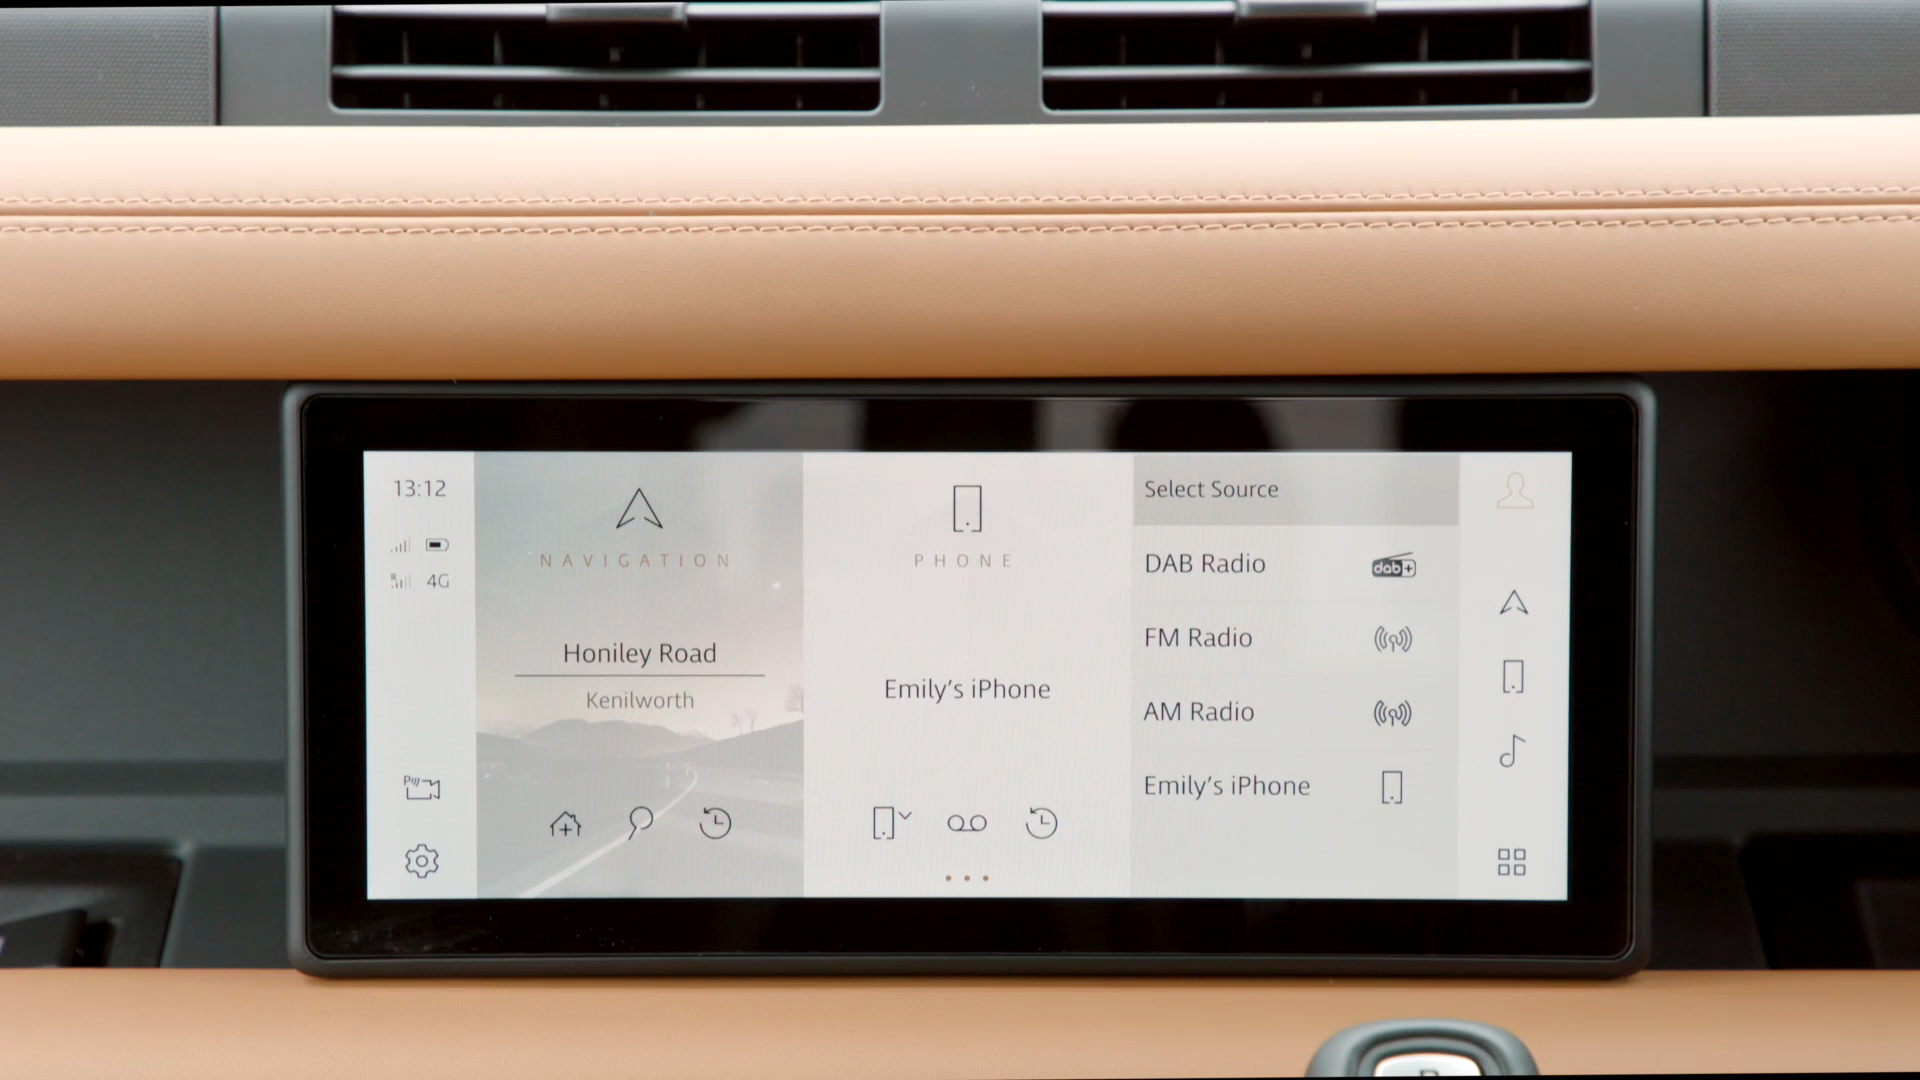 13:12
R 4G
P
NAVIGATION
Honiley Road
Kenilworth
PHONE
Emily's iPhone
Select Source
DAB Radio
dab+
FM Radio
AM Radio
Emily's iPhone